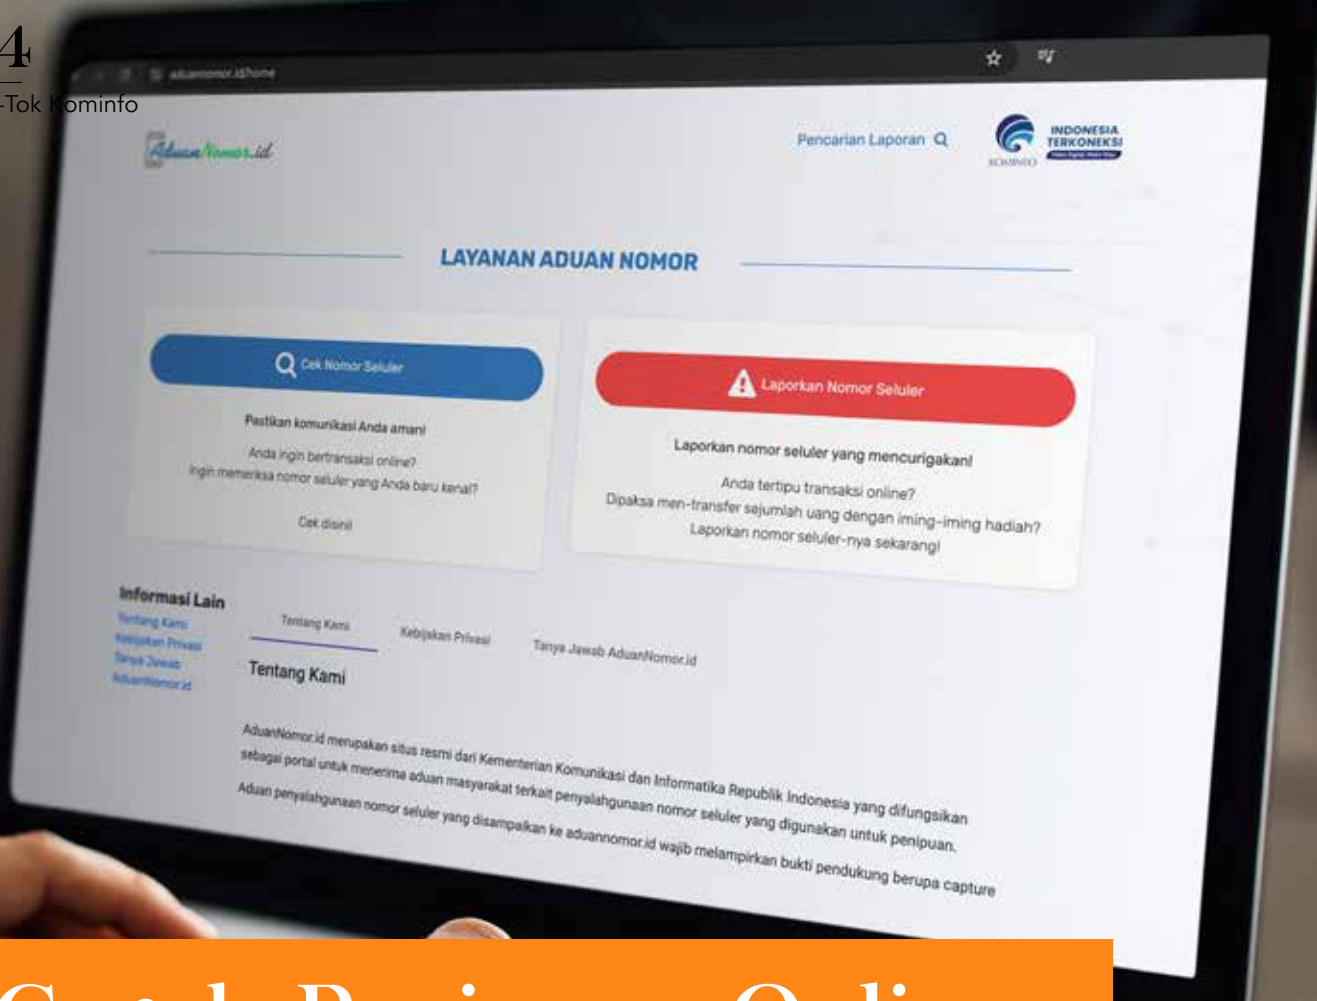 4
-Tok Kominfo
aduannomor.id/home
AduanNomor.id
Pencarian Laporan
KOMINFO
INDONESIA
TERKONEKSI
LAYANAN ADUAN NOMOR
Cek Nomor Seluler
Pastikan komunikasi Anda aman!
Anda ingin bertransaksi online?
Ingin memeriksa nomor seluler yang Anda baru kenal?
Cek disini!
Laporkan Nomor Seluler
Laporkan nomor seluler yang mencurigakan!
Anda tertipu transaksi online?
Dipaksa men-transfer sejumlah uang dengan iming-iming hadiah?
Laporkan nomor seluler-nya sekarang!
Informasi Lain
Tentang Kami
Kebijakan Privasi
Tanya Jawab
AduanNomor.id
Tentang Kami
Kebijakan Privasi
Tanya Jawab AduanNomor.id
Tentang Kami
AduanNomor.id merupakan situs resmi dari Kementerian Komunikasi dan Informatika Republik Indonesia yang difungsikan
sebagai portal untuk menerima aduan masyarakat terkait penyalahgunaan nomor seluler yang digunakan untuk penipuan.
Aduan penyalahgunaan nomor seluler yang disampaikan ke aduannomor.id wajib melampirkan bukti pendukung berupa capture